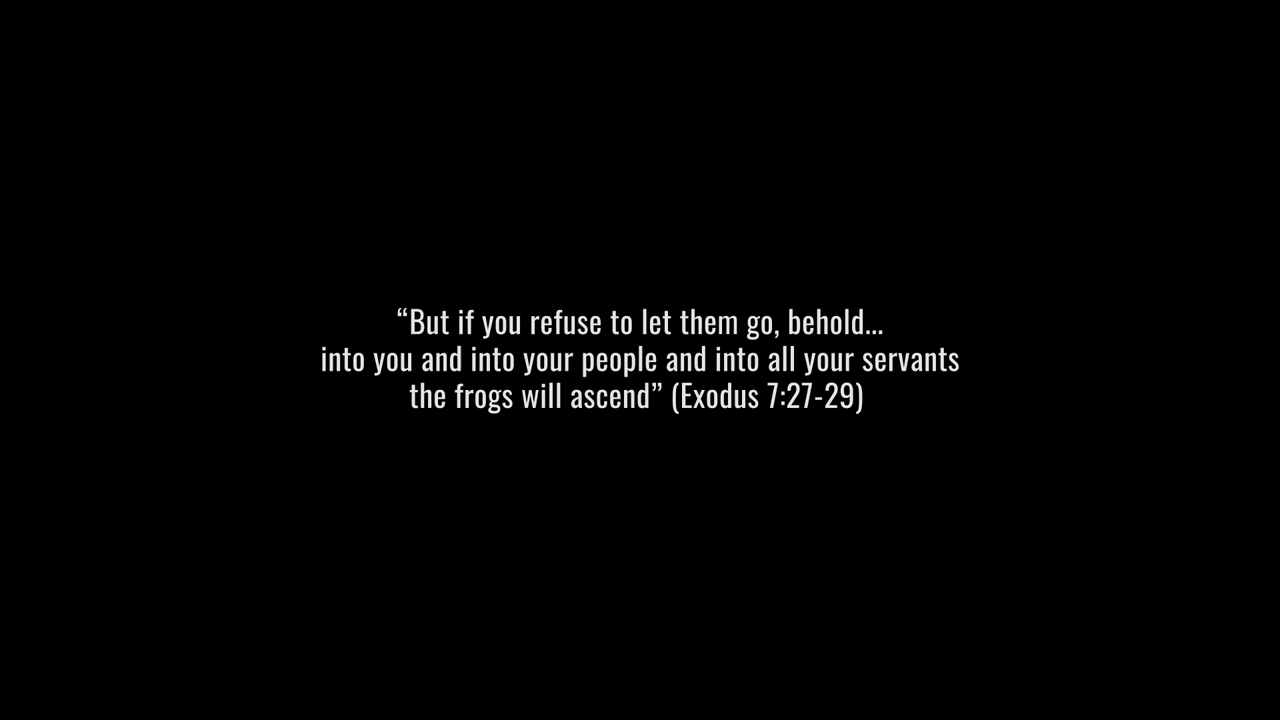 “But if you refuse to let them go, behold...
into you and into your people and into all your servants
the frogs will ascend” (Exodus 7:27-29)